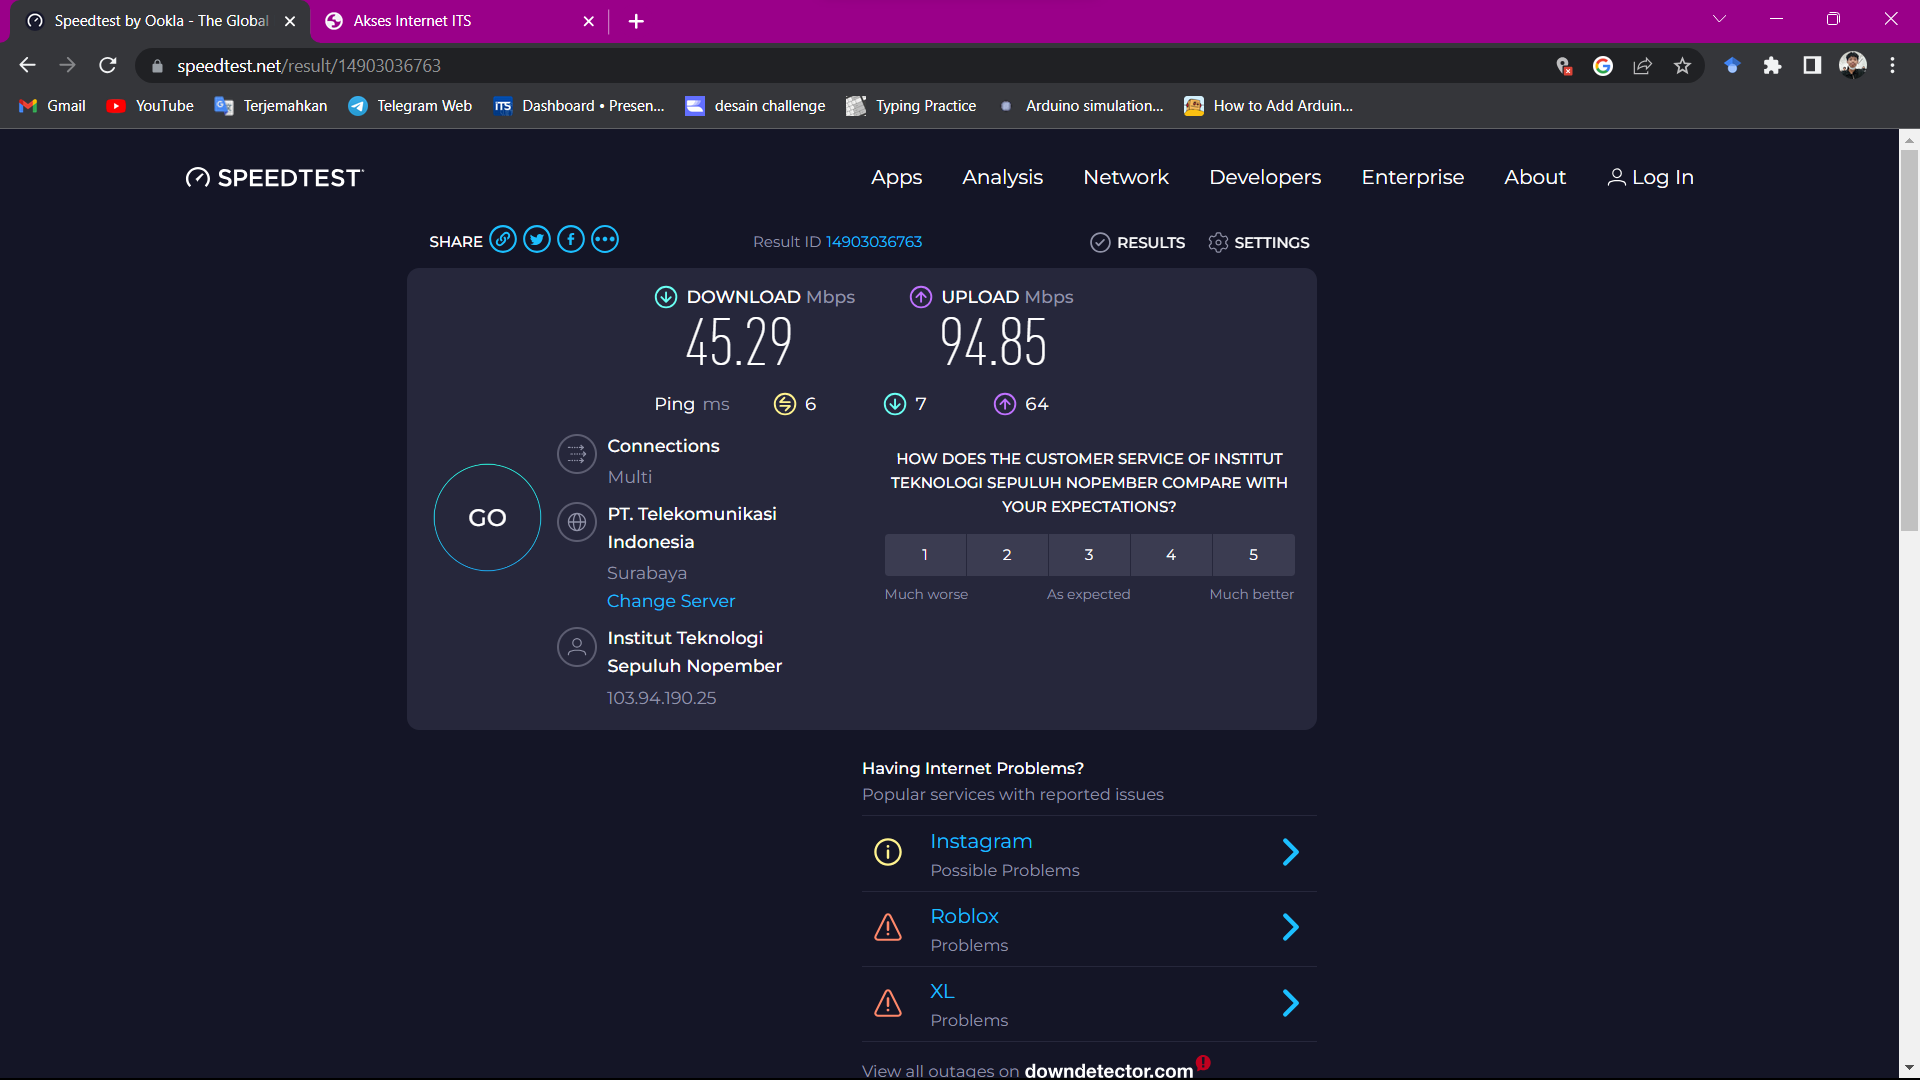 Speedtest by Ookla - The Global
Akses Internet ITS
speedtest.net/result/14903036763
Gmail
YouTube
Terjemahkan
Telegram Web
ITS
Dashboard • Presen...
desain challenge
Typing Practice
Arduino simulation...
How to Add Arduin...
SPEEDTEST
Apps
Analysis
Network
Developers
Enterprise
About
Log In
SHARE
Result ID 14903036763
RESULTS
SETTINGS
DOWNLOAD Mbps
45.29
UPLOAD Mbps
94.85
Ping ms
6
7
64
GO
Connections
Multi
PT. Telekomunikasi
Indonesia
Surabaya
Change Server
Institut Teknologi
Sepuluh Nopember
103.94.190.25
HOW DOES THE CUSTOMER SERVICE OF INSTITUT
TEKNOLOGI SEPULUH NOPEMBER COMPARE WITH
YOUR EXPECTATIONS?
1 2 3 4 5
Much worse
As expected
Much better
Having Internet Problems?
Popular services with reported issues
Instagram
Possible Problems
Roblox
Problems
XL
Problems
View all outages on downdetector.com